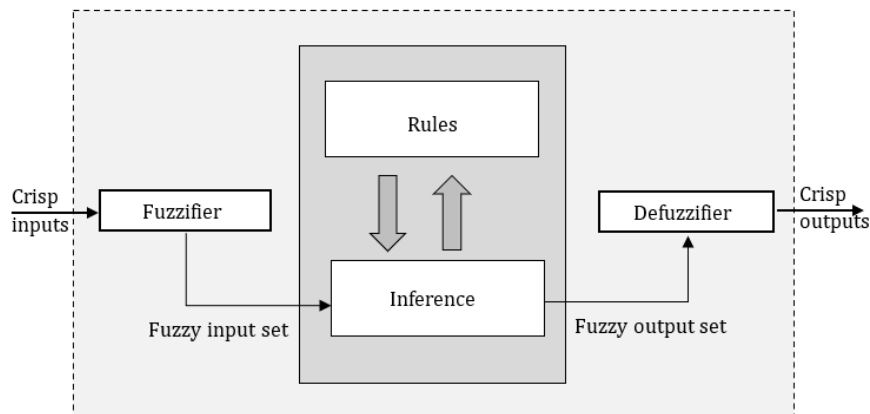 Rules
Crisp
inputs
Fuzzifier
Defuzzifier
Crisp
outputs
Inference
Fuzzy input set
Fuzzy output set